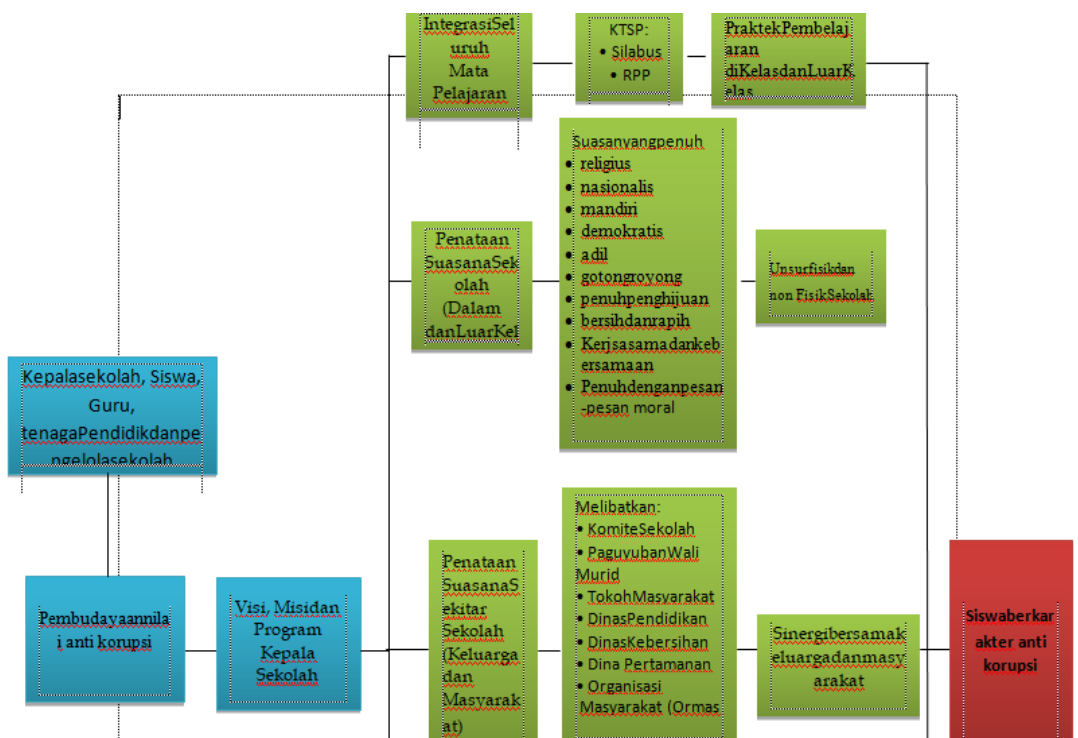 IntegrasiSel
uruh
Mata
Pelajaran
KTSP:
• Silabus
• RPP
PraktekPembelaj
aran
diKelasdanLuarK
elas
Penataan
SuasanaSek
olah
(Dalam
danLuarKel
Suasanyangpenuh
• religius
• nasionalis
• mandiri
• demokratis
• adil
• gotongroyong
• penuhpenghijuan
• bersihdanrapih
• Kerjsasamadankeb
ersamaan
• Penuhdenganpesan
-pesan moral
Unsurfisikdan
non FisikSekolah
Kepalasekolah, Siswa,
Guru,
tenagaPendidikdanpe
ngelolasekolah
Pembudayaannila
i anti korupsi
Visi, Misidan
Program
Kepala
Sekolah
Penataan
SuasanaS
ekitar
Sekolah
(Keluarga
dan
Masyarak
at)
Melibatkan:
• KomiteSekolah
• PaguyubanWali
Murid
• TokohMasyarakat
• DinasPendidikan
• DinasKebersihan
• Dina Pertamanan
• Organisasi
Masyarakat (Ormas
Sinergibersamak
eluargadanmasy
arakat
Siswaberkar
akter anti
korupsi